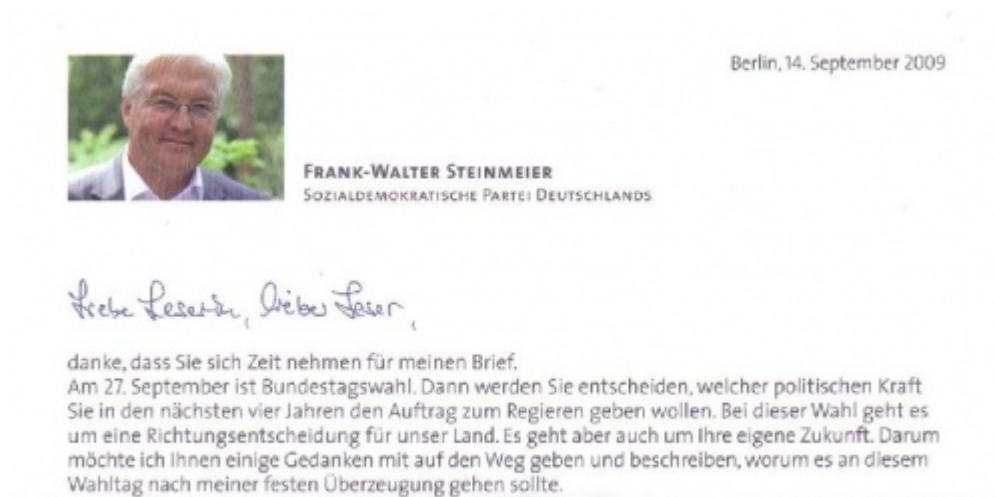 Berlin, 14. September 2009
FRANK-WALTER STEINMEIER
SOZIALDEMOKRATISCHE PARTEI DEUTSCHLANDS
Liebe Leserin, lieber Leser,
danke, dass Sie sich Zeit nehmen für meinen Brief.
Am 27. September ist Bundestagswahl. Dann werden Sie entscheiden, welcher politischen Kraft
Sie in den nächsten vier Jahren den Auftrag zum Regieren geben wollen. Bei dieser Wahl geht es
um eine Richtungsentscheidung für unser Land. Es geht aber auch um Ihre eigene Zukunft. Darum
möchte ich Ihnen einige Gedanken mit auf den Weg geben und beschreiben, worum es an diesem
Wahltag nach meiner festen Überzeugung gehen sollte.